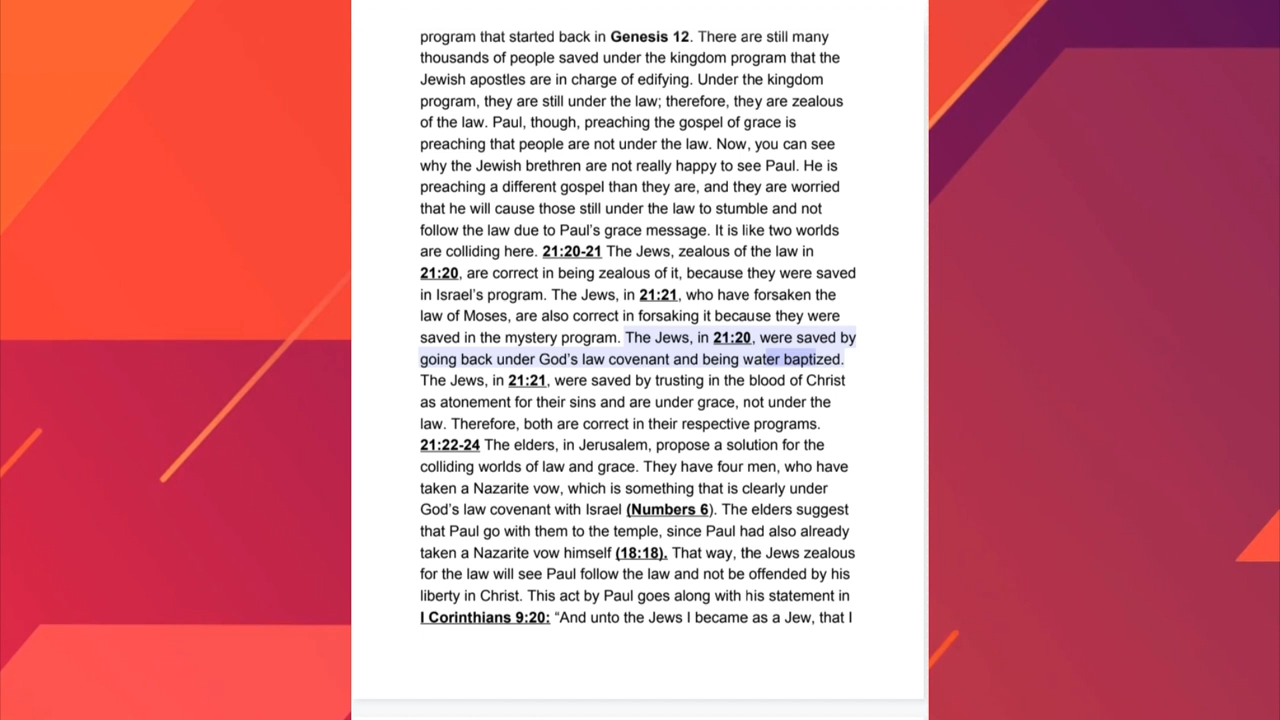 program that started back in Genesis 12. There are still many
thousands of people saved under the kingdom program that the
Jewish apostles are in charge of edifying. Under the kingdom
program, they are still under the law; therefore, they are zealous
of the law. Paul, though, preaching the gospel of grace is
preaching that people are not under the law. Now, you can see
why the Jewish brethren are not really happy to see Paul. He is
preaching a different gospel than they are, and they are worried
that he will cause those still under the law to stumble and not
follow the law due to Paul's grace message. It is like two worlds
are colliding here. 21:20-21 The Jews, zealous of the law in
21:20, are correct in being zealous of it, because they were saved
in Israel's program. The Jews, in 21:21, who have forsaken the
law of Moses, are also correct in forsaking it because they were
saved in the mystery program. The Jews, in 21:20, were saved by
going back under God's law covenant and being water baptized.
The Jews, in 21:21, were saved by trusting in the blood of Christ
as atonement for their sins and are under grace, not under the
law. Therefore, both are correct in their respective programs.
21:22-24 The elders, in Jerusalem, propose a solution for the
colliding worlds of law and grace. They have four men, who have
taken a Nazarite vow, which is something that is clearly under
God's law covenant with Israel (Numbers 6). The elders suggest
that Paul go with them to the temple, since Paul had also already
taken a Nazarite vow himself (18:18). That way, the Jews zealous
for the law will see Paul follow the law and not be offended by his
liberty in Christ. This act by Paul goes along with his statement in
I Corinthians 9:20: "And unto the Jews I became as a Jew, that I